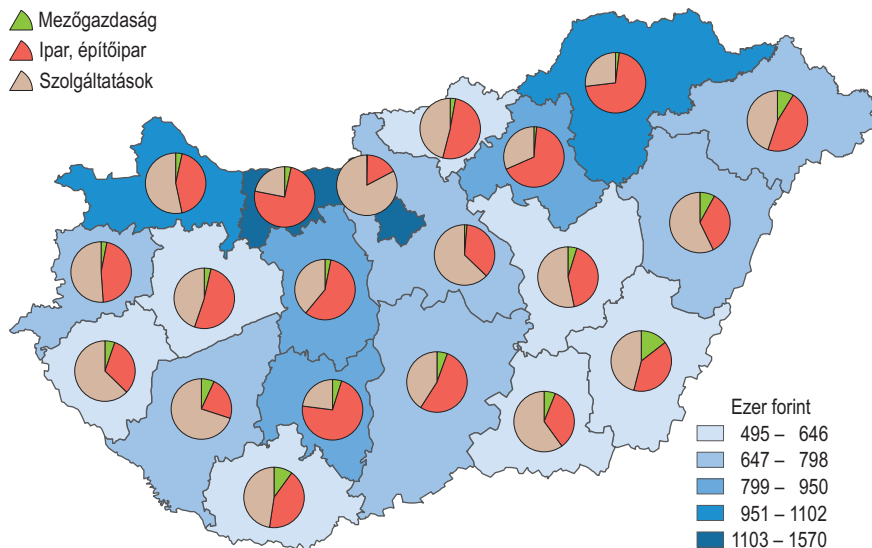 Mezőgazdaság
Ipar, építőipar
Szolgáltatások
Ezer forint
495 – 646
647 – 798
799 – 950
951 – 1102
1103 – 1570